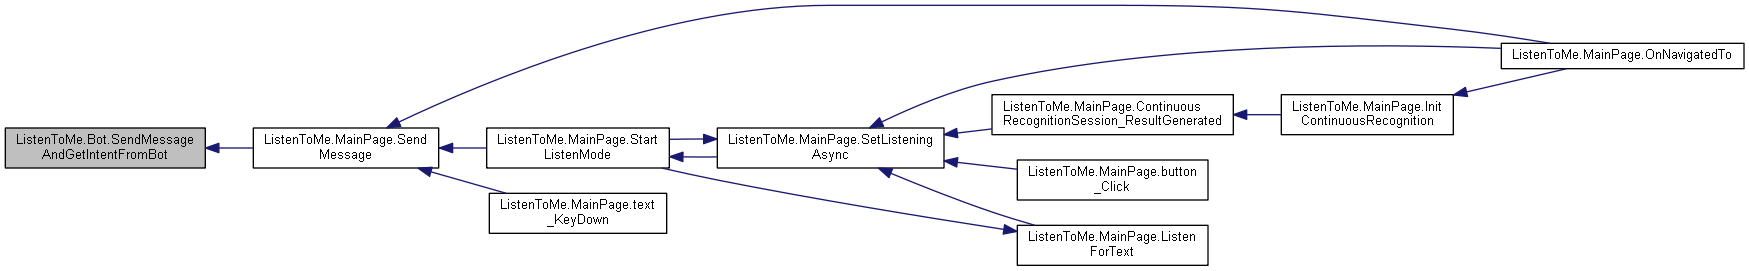 ListenToMe.Bot.SendMessage
AndGetIntentFromBot
ListenToMe.MainPage.Send
Message
ListenToMe.MainPage.Start
ListenMode
ListenToMe.MainPage.text
_KeyDown
ListenToMe.MainPage.SetListening
Async
ListenToMe.MainPage.Continuous
RecognitionSession_ResultGenerated
ListenToMe.MainPage.button
_Click
ListenToMe.MainPage.Listen
ForText
ListenToMe.MainPage.Init
ContinuousRecognition
ListenToMe.MainPage.OnNavigatedTo